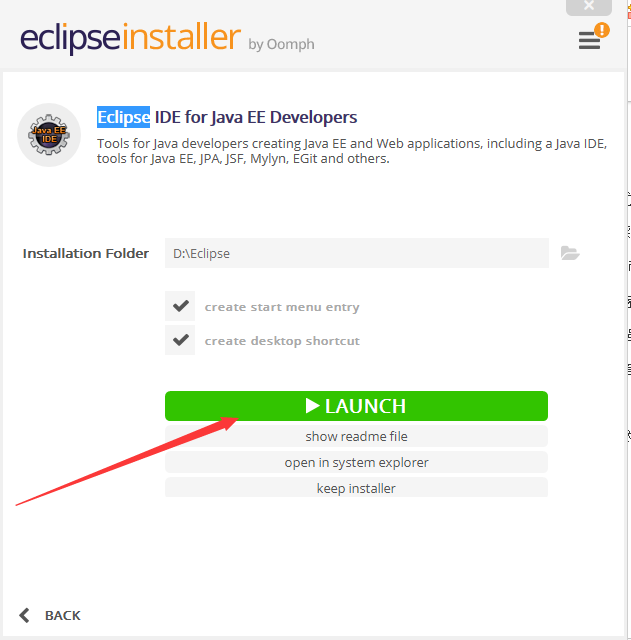 eclipseinstaller by Oomph
Java EE
IDE
Eclipse IDE for Java EE Developers
Tools for Java developers creating Java EE and Web applications, including a Java IDE,
tools for Java EE, JPA, JSF, Mylyn, EGit and others.
Installation Folder
D:\Eclipse
create start menu entry
create desktop shortcut
LAUNCH
show readme file
open in system explorer
keep installer
BACK